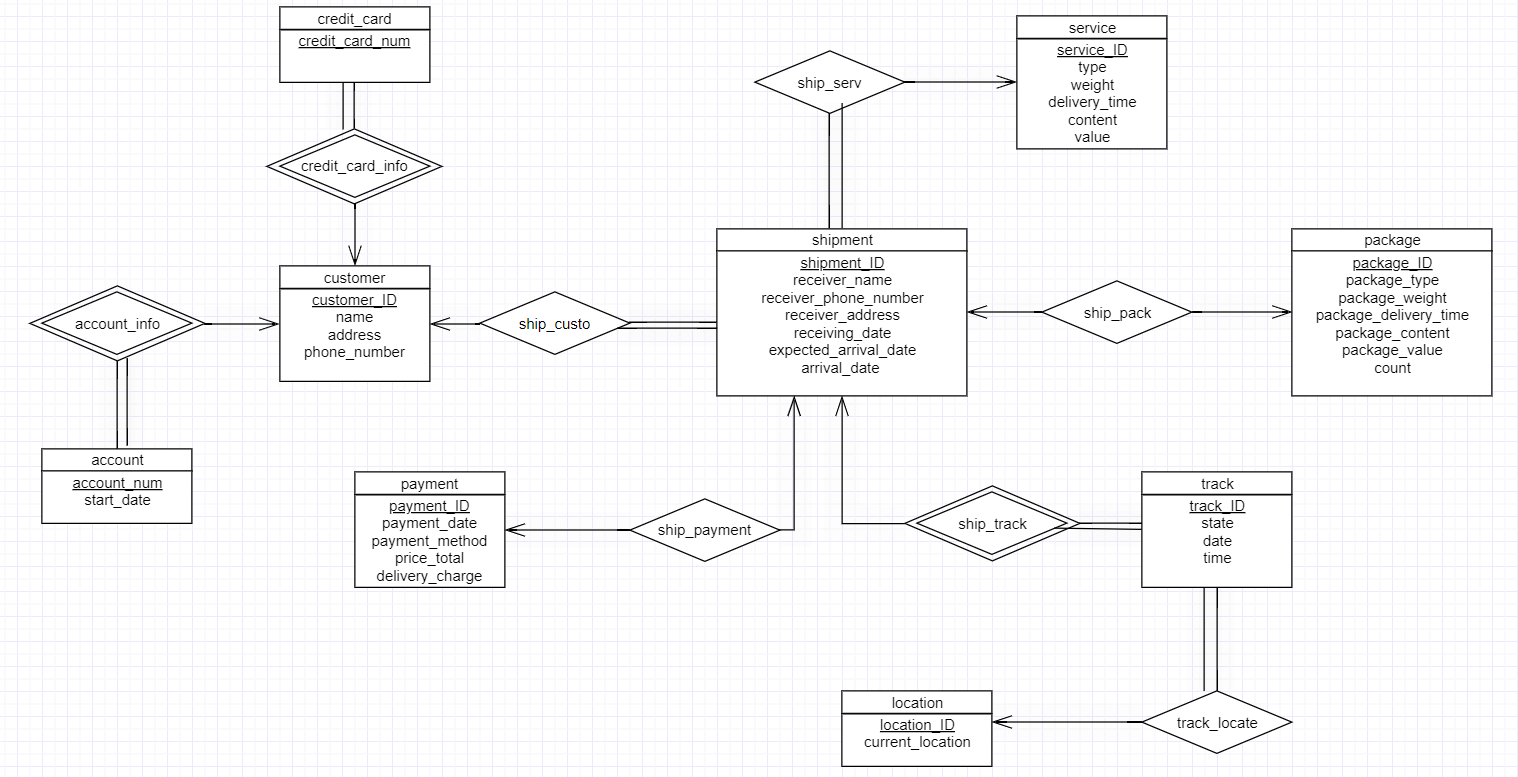 credit_card
credit_card_num
credit_card_info
service
service_ID
type
weight
delivery_time
content
value
ship_serv
customer
customer_ID
name
address
phone_number
account_info
account
account_num
start_date
ship_custo
shipment
shipment_ID
receiver_name
receiver_phone_number
receiver_address
receiving_date
expected_arrival_date
arrival_date
ship_pack
package
package_ID
package_type
package_weight
package_delivery_time
package_content
package_value
count
payment
payment_ID
payment_date
payment_method
price_total
delivery_charge
ship_payment
ship_track
track
track_ID
state
date
time
location
location_ID
current_location
track_locate